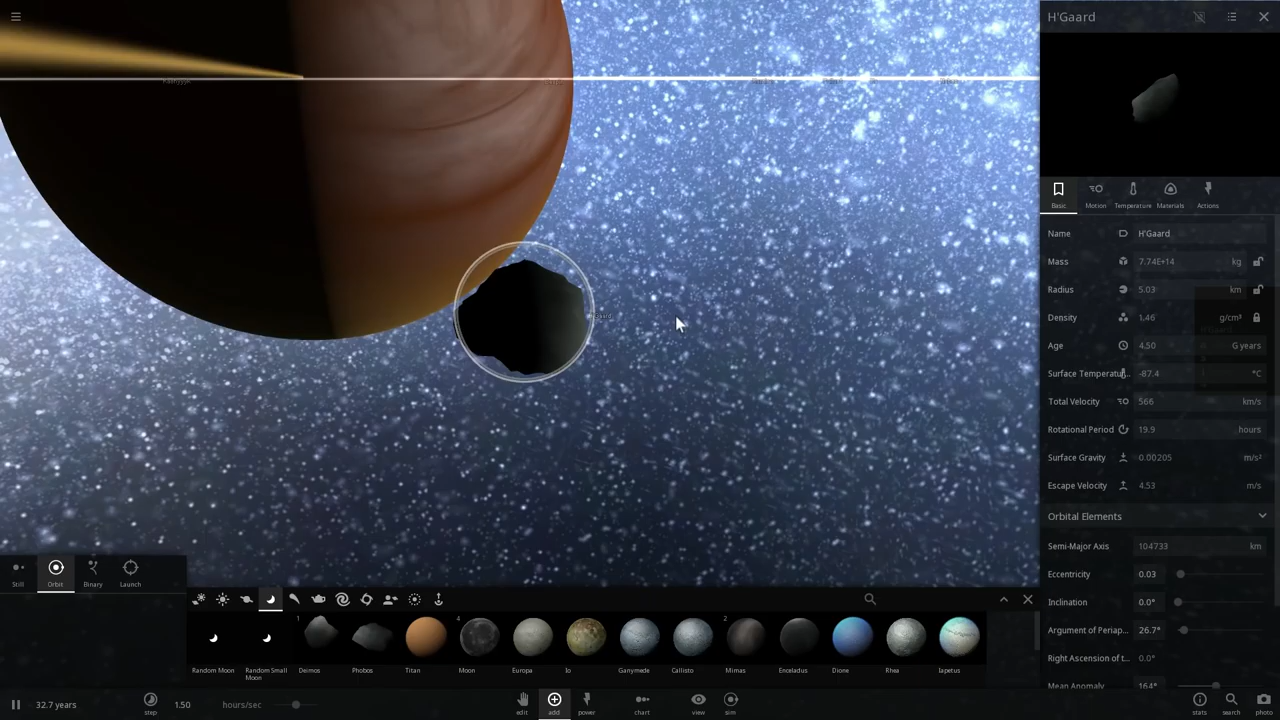 H'Gaard
Basic
Motion
Temperature
Materials
Actions
Name H'Gaard
Mass 7.74E+14 kg
Radius 5.03 km
Density 1.46 g/cm³
Age 4.50 G years
Surface Temperatu... -87.4 °C
Total Velocity 566 km/s
Rotational Period 19.9 hours
Surface Gravity 0.00205 m/s²
Escape Velocity 4.53 m/s
Orbital Elements
Semi-Major Axis 104733 km
Eccentricity 0.03
Inclination 0.0°
Argument of Periap... 26.7°
Right Ascension of t... 0.0°
Mean Anomaly 164°
Still
Orbit
Binary
Launch
1
4
2
Random Moon
Random Small
Moon
Deimos
Phobos
Titan
Moon
Europa
Io
Ganymede
Callisto
Mimas
Enceladus
Dione
Rhea
Iapetus
32.7 years
step
1.50 hours/sec
edit
add
power
chart
view
sim
stats
search
photo